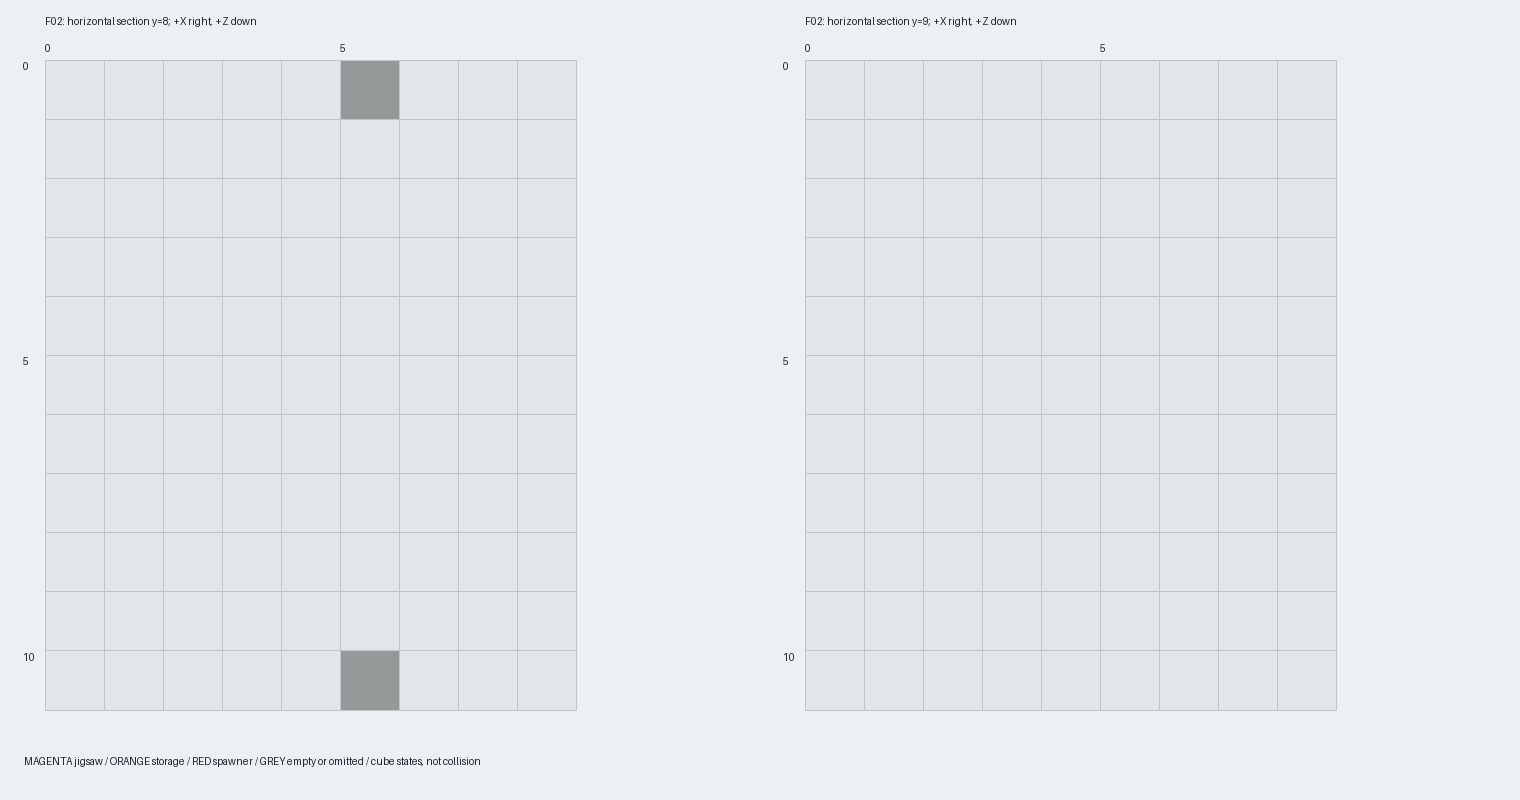 F02: horizontal section y=8; +X right, +Z down
0 5
0
5
10
F02: horizontal section y=9; +X right, +Z down
0 5
0
5
10
MAGENTA jigsaw / ORANGE storage / RED spawner / GREY empty or omitted / cube states, not collision